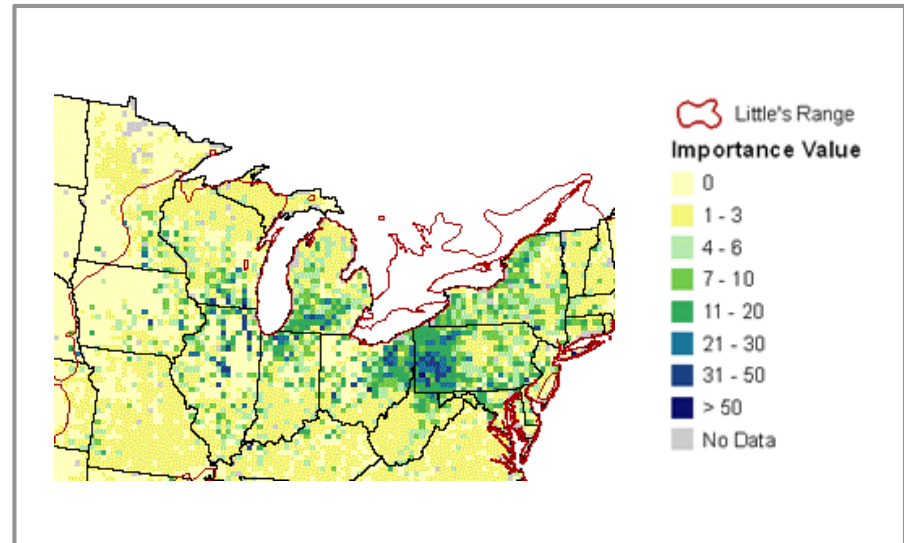 Little's Range
Importance Value
0
1 - 3
4 - 6
7 - 10
11 - 20
21 - 30
31 - 50
> 50
No Data